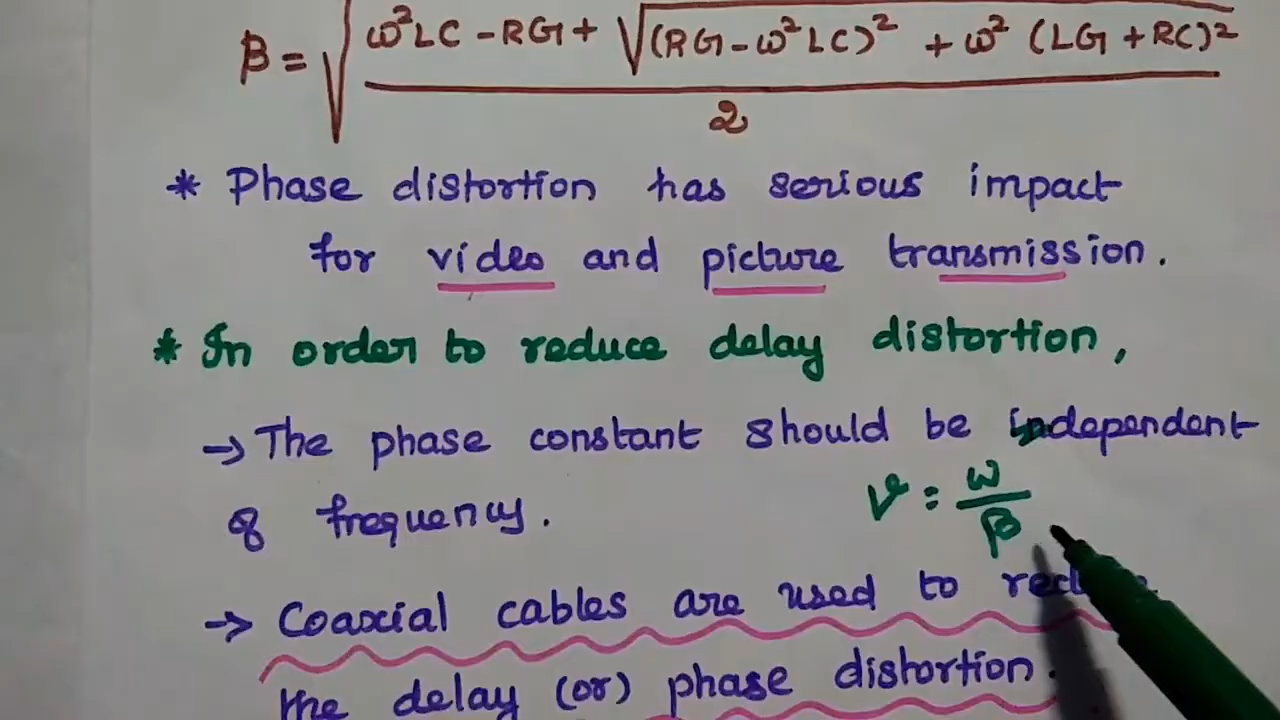 β = √ω²LC - RG + √(RG - ω²LC)² + ω² (LG + RC)²
2
* Phase distortion has serious impact
for video and picture transmission.
* In order to reduce delay distortion,
→ The phase constant should be independent
of frequency.
v = ω
β
→ Coaxial cables are used to
the delay (or) phase distortion.